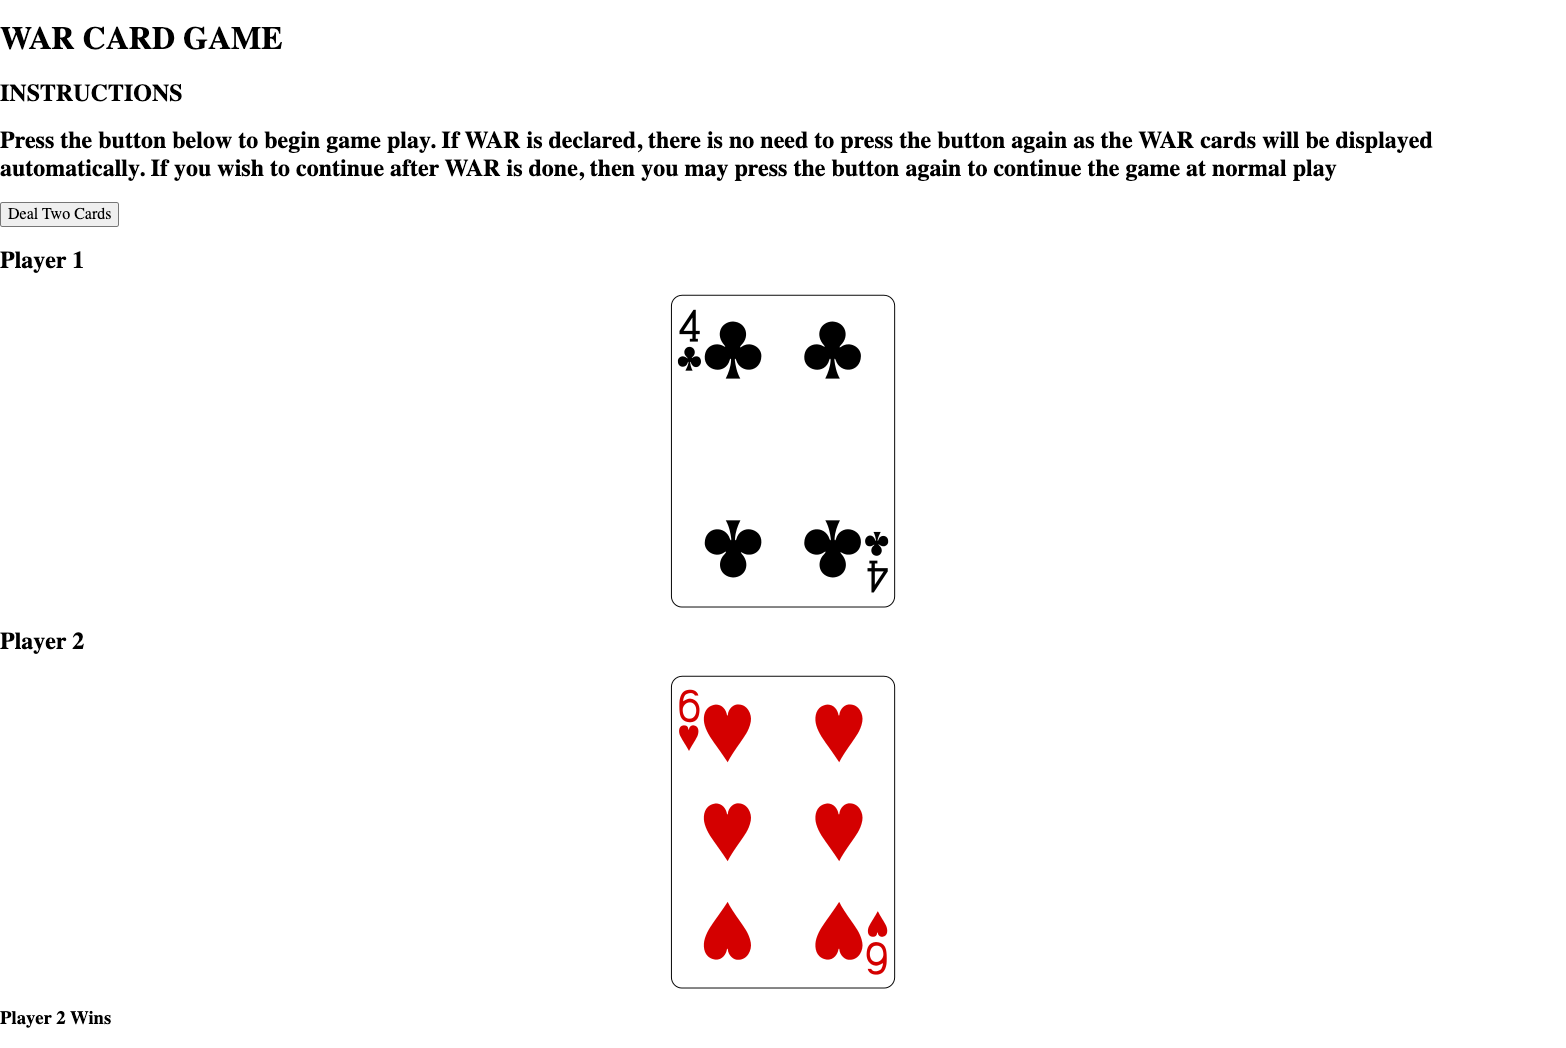 WAR CARD GAME
INSTRUCTIONS
Press the button below to begin game play. If WAR is declared, there is no need to press the button again as the WAR cards will be displayed
automatically. If you wish to continue after WAR is done, then you may press the button again to continue the game at normal play
Deal Two Cards
Player 1
4
4
Player 2
6
6
Player 2 Wins